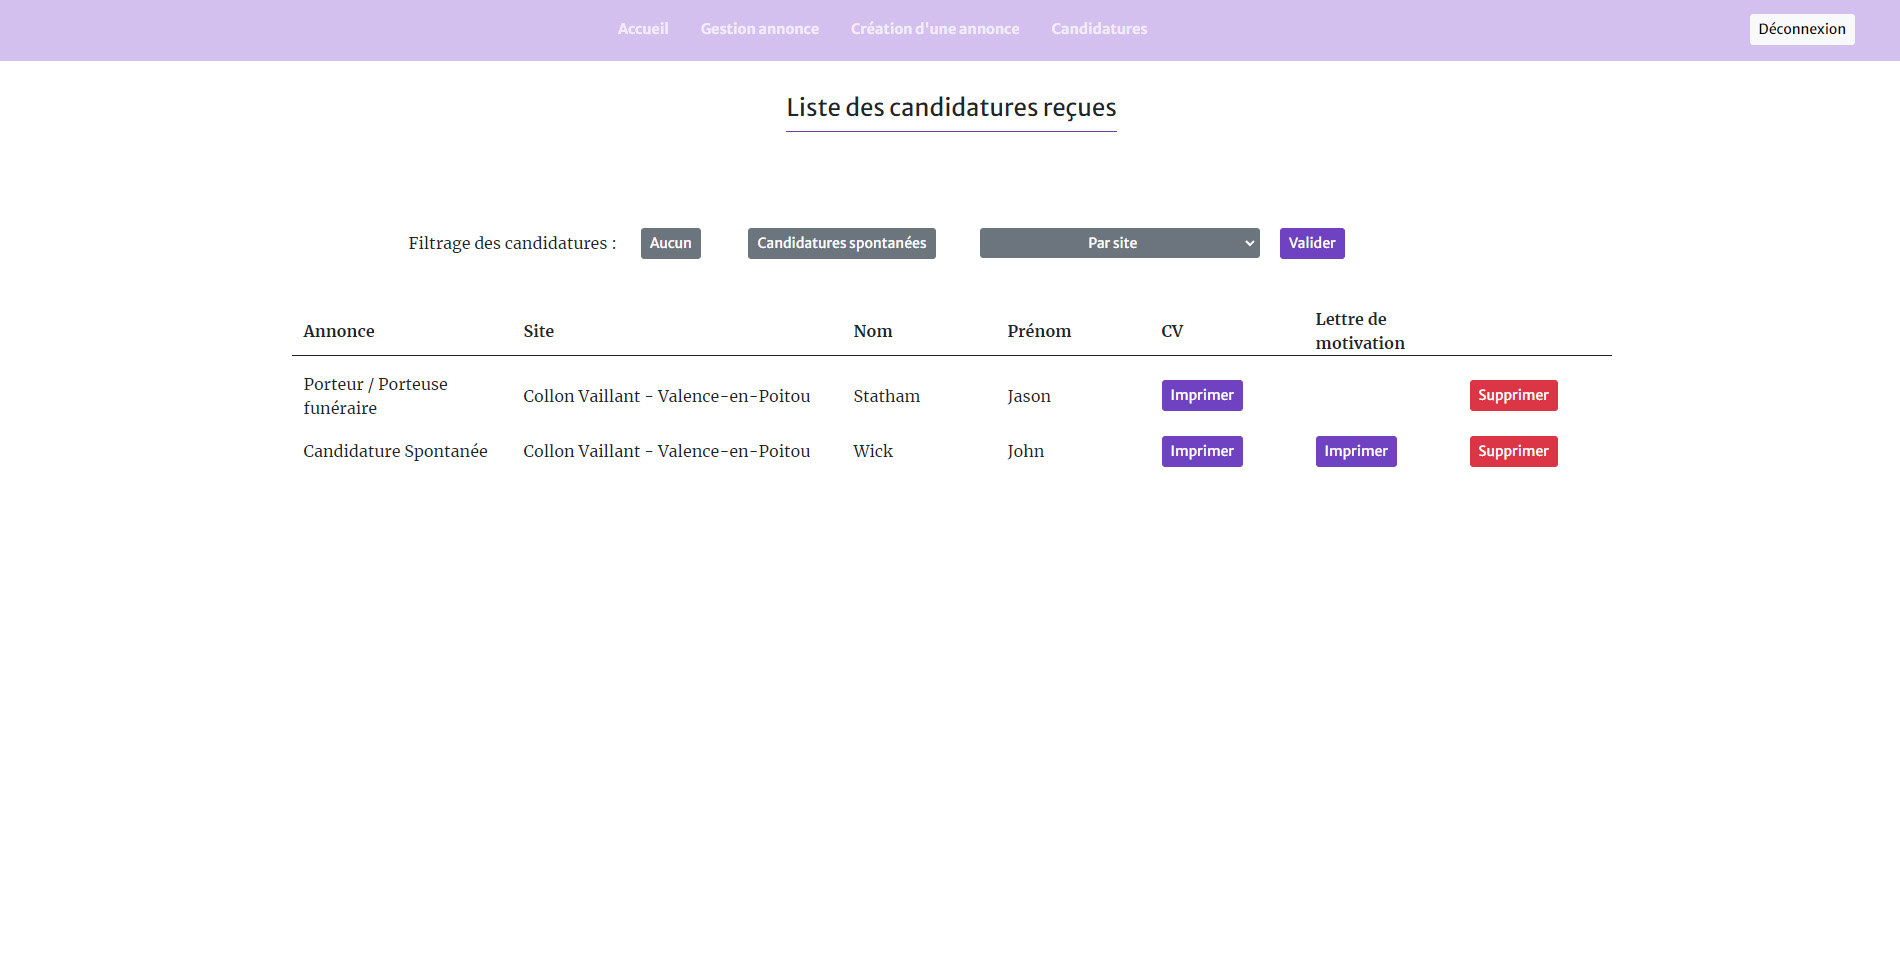 Accueil Gestion annonce Création d'une annonce Candidatures Déconnexion
Liste des candidatures reçues
Filtrage des candidatures : Aucun Candidatures spontanées Par site Valider
Annonce Site Nom Prénom CV Lettre de
motivation
Porteur / Porteuse
funéraire Collon Vaillant - Valence-en-Poitou Statham Jason Imprimer Supprimer
Candidature Spontanée Collon Vaillant - Valence-en-Poitou Wick John Imprimer Imprimer Supprimer